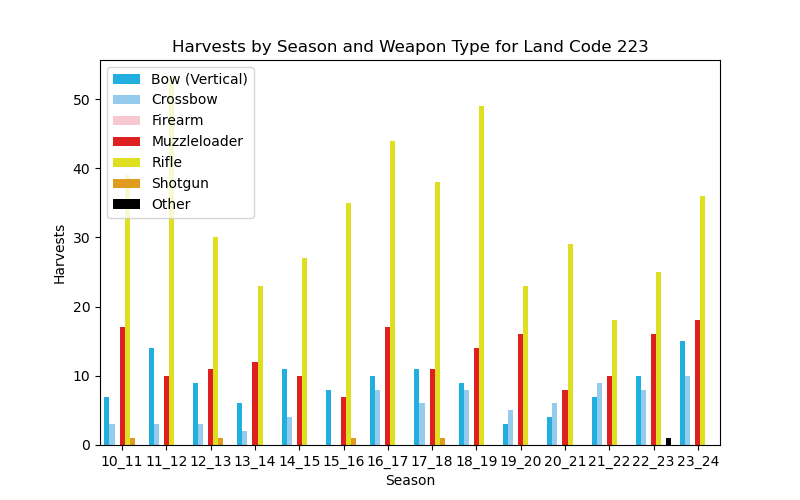 Harvests by Season and Weapon Type for Land Code 223
Bow (Vertical)
Crossbow
Firearm
Muzzleloader
Rifle
Shotgun
Other
50
40
30
20
10
0
Harvests
10_11 11_12 12_13 13_14 14_15 15_16 16_17 17_18 18_19 19_20 20_21 21_22 22_23 23_24
Season